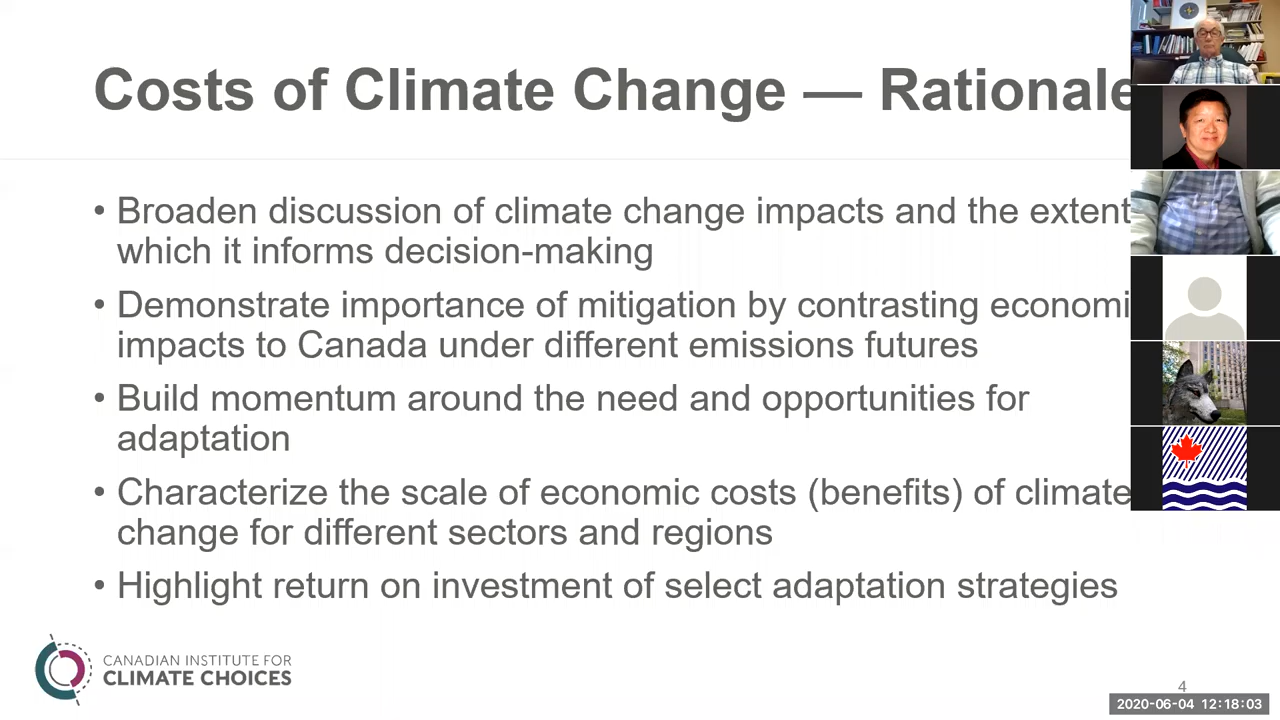 Costs of Climate Change — Rationale
• Broaden discussion of climate change impacts and the extent
which it informs decision-making
• Demonstrate importance of mitigation by contrasting economi
impacts to Canada under different emissions futures
• Build momentum around the need and opportunities for
adaptation
• Characterize the scale of economic costs (benefits) of climate
change for different sectors and regions
• Highlight return on investment of select adaptation strategies
CANADIAN INSTITUTE FOR
CLIMATE CHOICES
4
2020-06-04 12:18:03